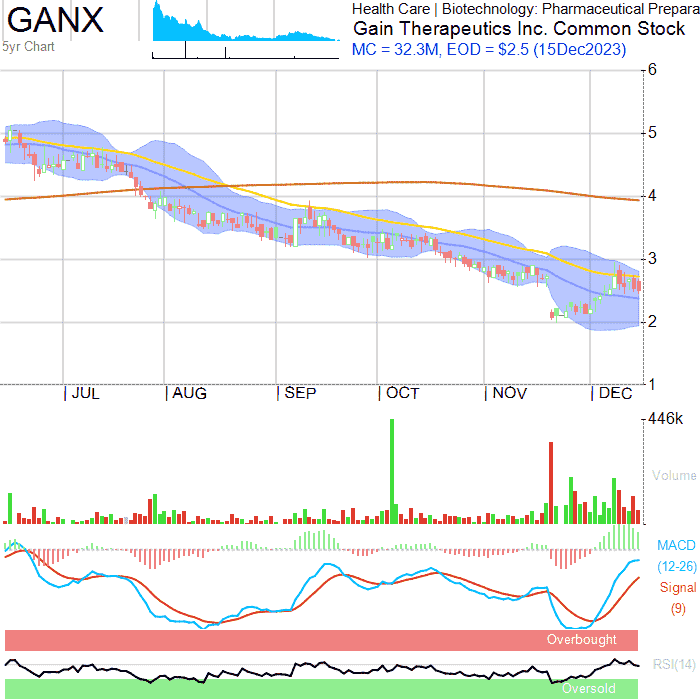 GANX
5yr Chart
Health Care | Biotechnology: Pharmaceutical Prepara
Gain Therapeutics Inc. Common Stock
MC = 32.3M, EOD = $2.5 (15Dec2023)
6
5
4
3
2
1
JUL
AUG
SEP
OCT
NOV
DEC
446k
Volume
MACD
(12-26)
Signal
(9)
Overbought
RSI(14)
Oversold